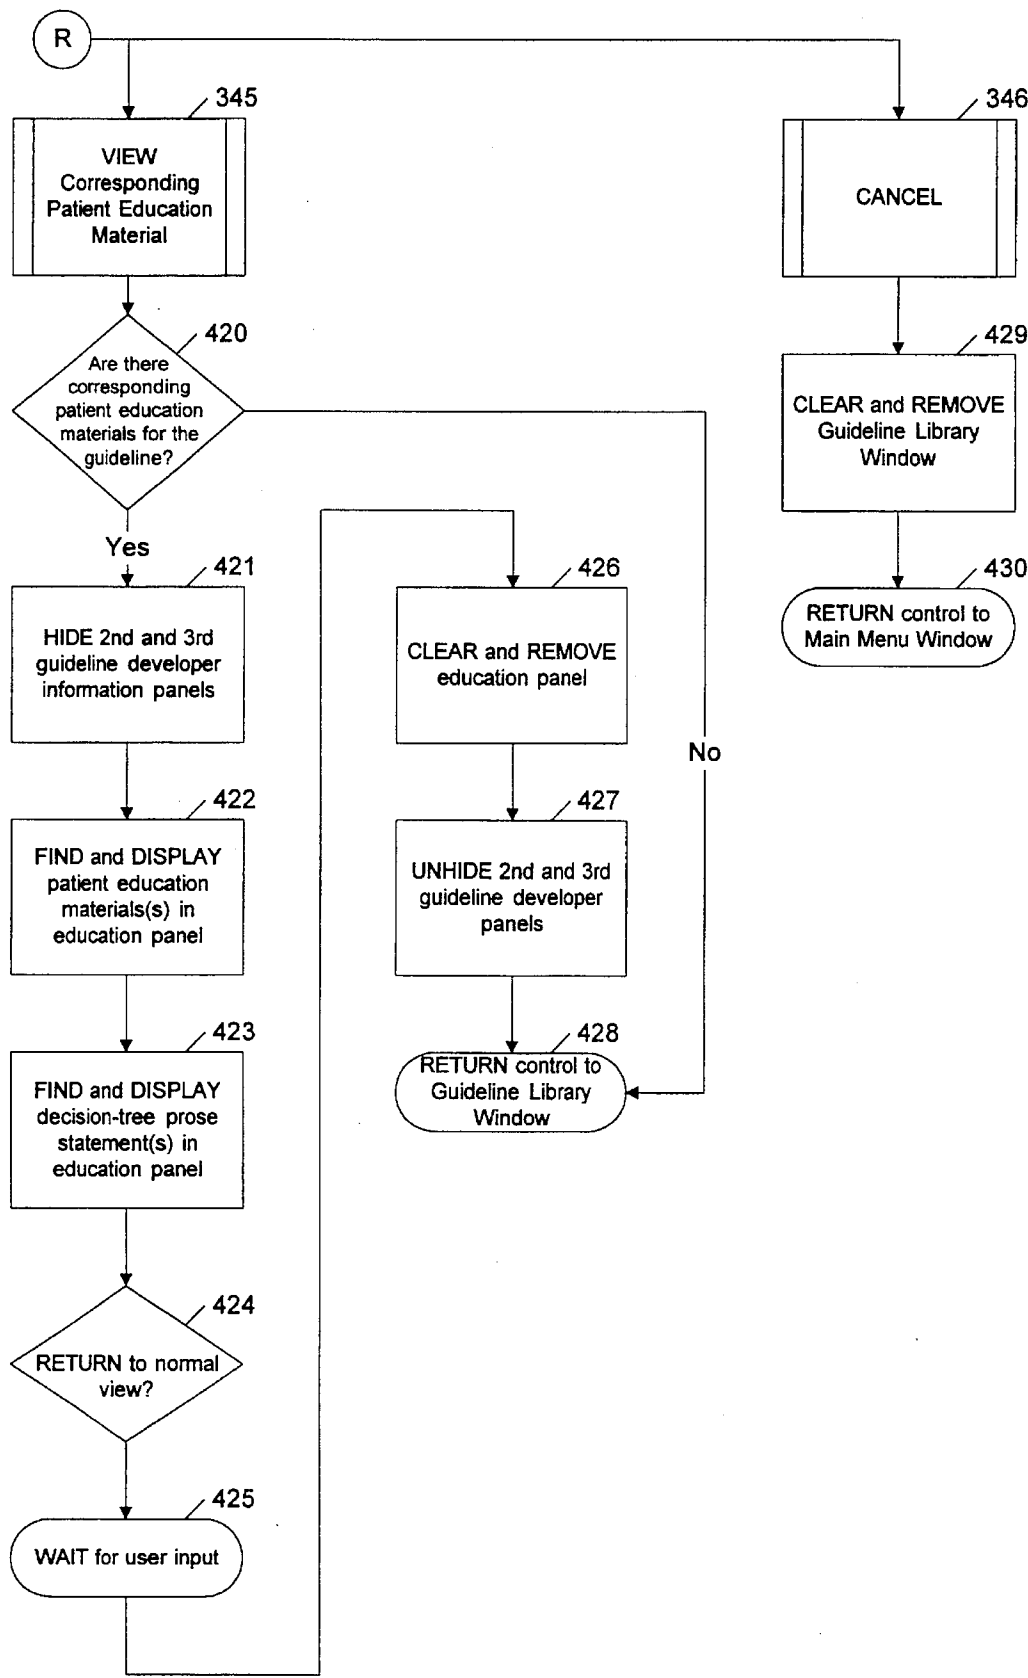 R
345
VIEW
Corresponding
Patient Education
Material
346
CANCEL
420
Are there
corresponding
patient education
materials for the
guideline?
Yes
No
429
CLEAR and REMOVE
Guideline Library
Window
430
RETURN control to
Main Menu Window
421
HIDE 2nd and 3rd
guideline developer
information panels
422
FIND and DISPLAY
patient education
materials(s) in
education panel
423
FIND and DISPLAY
decision-tree prose
statement(s) in
education panel
424
RETURN to normal
view?
425
WAIT for user input
426
CLEAR and REMOVE
education panel
427
UNHIDE 2nd and 3rd
guideline developer
panels
428
RETURN control to
Guideline Library
Window